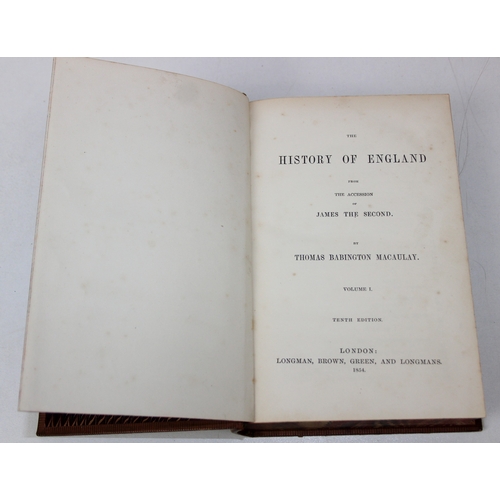 THE
HISTORY OF ENGLAND
FROM
THE ACCESSION
OF
JAMES THE SECOND.
BY
THOMAS BABINGTON MACAULAY.
VOLUME I.
TENTH EDITION.
LONDON:
LONGMAN, BROWN, GREEN, AND LONGMANS.
1854.